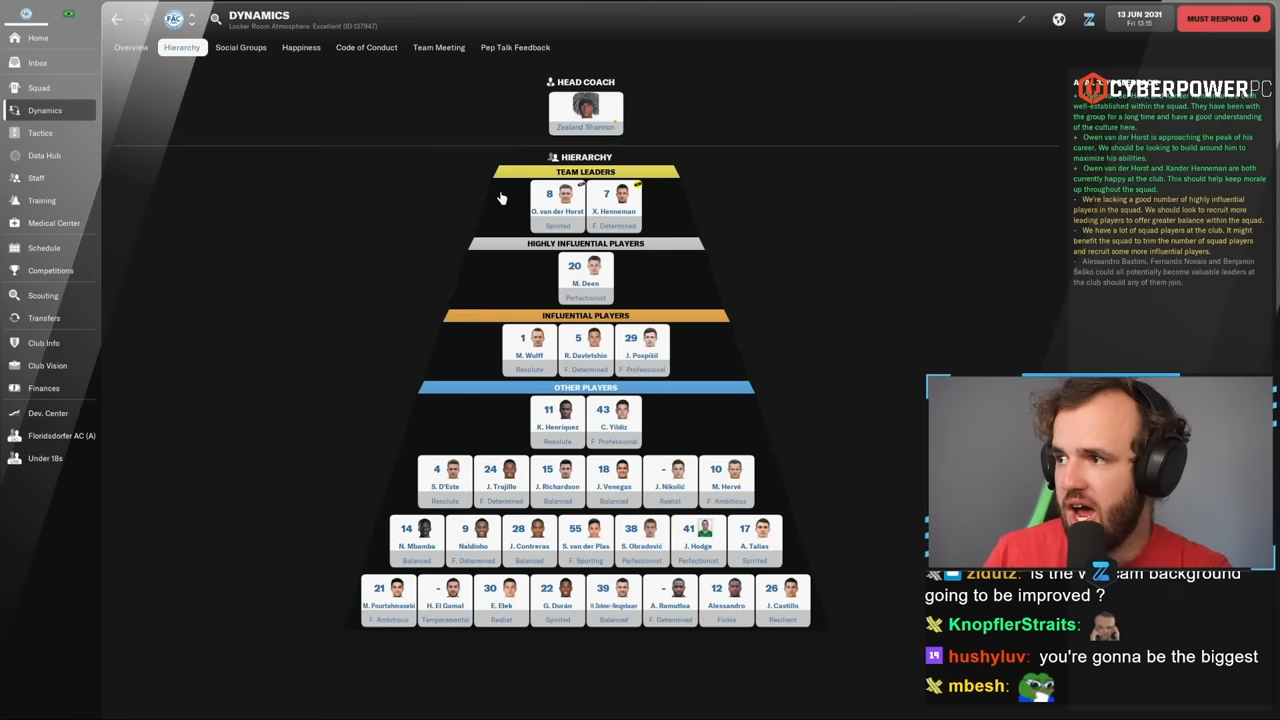 DYNAMICS
Locker Room Atmosphere: Excellent (ID:137947)
13 JUN 2031
Fri 13:15
MUST RESPOND
Home
Inbox
Squad
Dynamics
Tactics
Data Hub
Staff
Training
Medical Center
Schedule
Competitions
Scouting
Transfers
Club Info
Club Vision
Finances
Dev. Center
Floridsdorfer AC (A)
Under 18s
Overview
Hierarchy
Social Groups
Happiness
Code of Conduct
Team Meeting
Pep Talk Feedback
HEAD COACH
Zealand Shannon
HIERARCHY
TEAM LEADERS
8 7
O. van der Horst X. Henneman
Spirited F. Determined
HIGHLY INFLUENTIAL PLAYERS
20
M. Deen
Perfectionist
INFLUENTIAL PLAYERS
1 5 29
M. Wulff R. Davletshin J. Pospíšil
Resolute F. Determined F. Professional
OTHER PLAYERS
11 43
K. Henríquez C. Yildiz
Resolute F. Professional
4 24 15 18 - 10
S. D'Este J. Trujillo J. Richardson J. Venegas J. Nikolić M. Hervé
Resolute F. Determined Balanced Balanced Realist F. Ambitious
14 9 28 55 38 41 17
N. Mbamba Naldinho J. Contreras S. van der Plas S. Obradović J. Hodge A. Talias
Balanced F. Determined Balanced F. Sporting Perfectionist Perfectionist Spirited
21 - 30 22 39 - 12 26
M. Pourtahmasebi H. El Gamal E. Elek G. Durán A. Ramutloa Alessandro J. Castillo
F. Ambitious Temperamental Realist Spirited Balanced F. Determined Fickle Resilient
CYBERPOWERPC
well-established within the squad. They have been with
the group for a long time and have a good understanding
of the culture here.
+ Owen van der Horst is approaching the peak of his
career. We should be looking to build around him to
maximize his abilities.
+ Owen van der Horst and Xander Henneman are both
currently happy at the club. This should help keep morale
up throughout the squad.
- We're lacking a good number of highly influential
players in the squad. We should look to recruit more
leading players to offer greater balance within the squad.
- We have a lot of squad players at the club. It might
benefit the squad to trim the number of squad players
and recruit some more influential players.
- Alessandro Bastoni, Fernando Novais and Benjamin
Šeško could all potentially become valuable leaders at
the club should any of them join.
zidutz: is the background
going to be improved ?
KnopflerStraits:
19 hushyluv: you're gonna be the biggest
mbesh: